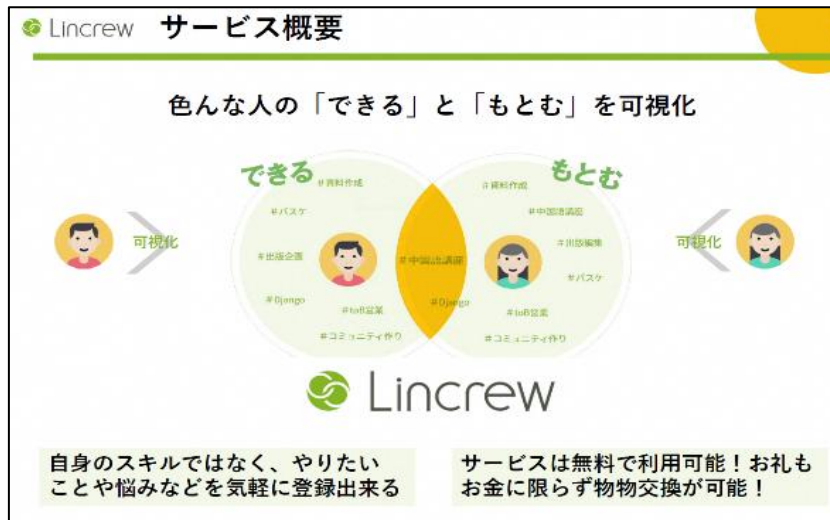 Lincrew サービス概要
色んな人の「できる」と「もとむ」を可視化
できる
#資料作成
#バスケ
#出版企画
#Django
#toB営業
#コミュニティ作り
#中国語講座
#Django
もとむ
#資料作成
#中国語講座
#出版編集
#バスケ
#toB営業
#コミュニティ作り
可視化
可視化
Lincrew
自身のスキルではなく、やりたい
ことや悩みなどを気軽に登録出来る
サービスは無料で利用可能！お礼も
お金に限らず物物交換が可能！